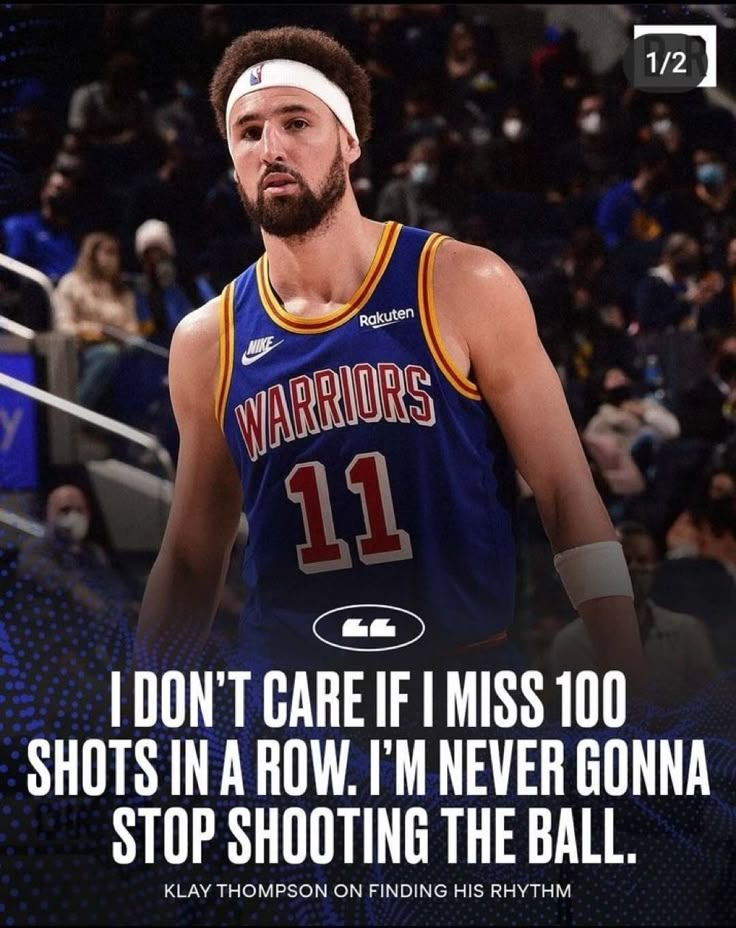 1/2
Rakuten
NIKE
WARRIORS
11
I DON'T CARE IF I MISS 100
SHOTS IN A ROW. I'M NEVER GONNA
STOP SHOOTING THE BALL.
KLAY THOMPSON ON FINDING HIS RHYTHM